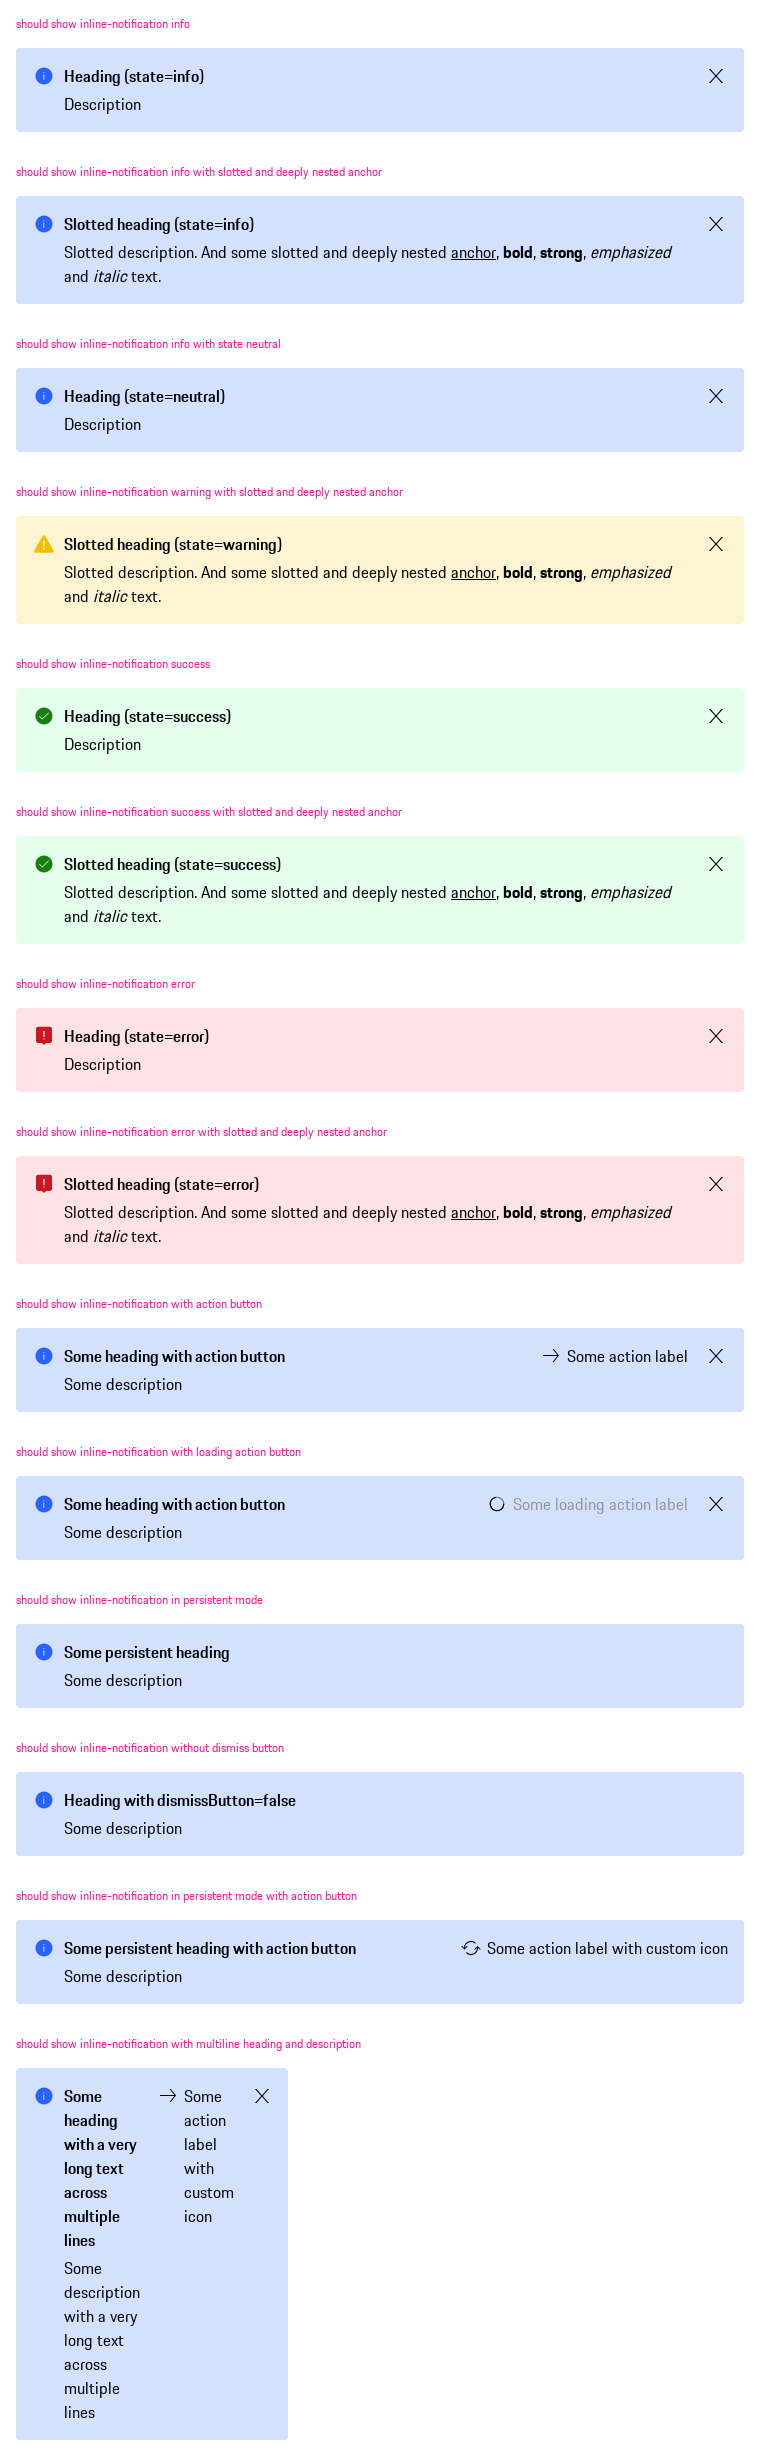 should show inline-notification info
Heading (state=info)
Description
should show inline-notification info with slotted and deeply nested anchor
Slotted heading (state=info)
Slotted description. And some slotted and deeply nested anchor, bold, strong, emphasized
and italic text.
should show inline-notification info with state neutral
Heading (state=neutral)
Description
should show inline-notification warning with slotted and deeply nested anchor
Slotted heading (state=warning)
Slotted description. And some slotted and deeply nested anchor, bold, strong, emphasized
and italic text.
should show inline-notification success
Heading (state=success)
Description
should show inline-notification success with slotted and deeply nested anchor
Slotted heading (state=success)
Slotted description. And some slotted and deeply nested anchor, bold, strong, emphasized
and italic text.
should show inline-notification error
Heading (state=error)
Description
should show inline-notification error with slotted and deeply nested anchor
Slotted heading (state=error)
Slotted description. And some slotted and deeply nested anchor, bold, strong, emphasized
and italic text.
should show inline-notification with action button
Some heading with action button
Some action label
Some description
should show inline-notification with loading action button
Some heading with action button
Some loading action label
Some description
should show inline-notification in persistent mode
Some persistent heading
Some description
should show inline-notification without dismiss button
Heading with dismissButton=false
Some description
should show inline-notification in persistent mode with action button
Some persistent heading with action button
Some action label with custom icon
Some description
should show inline-notification with multiline heading and description
Some
heading
with a very
long text
across
multiple
lines
Some
description
with a very
long text
across
multiple
lines
Some
action
label
with
custom
icon